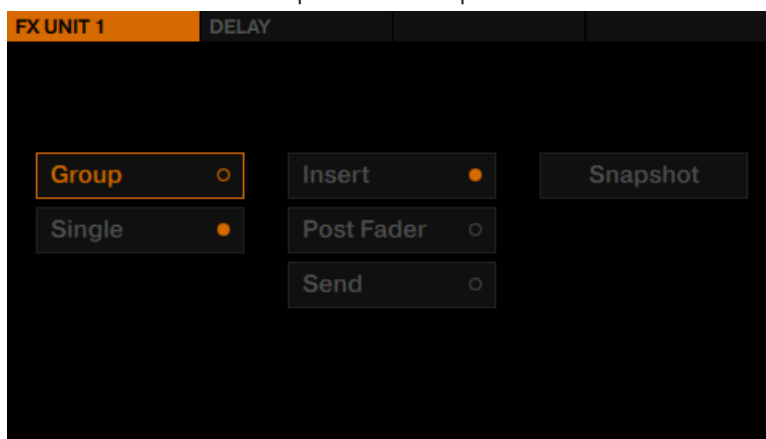 FX UNIT 1 DELAY
Group Insert Snapshot
Single Post Fader
Send